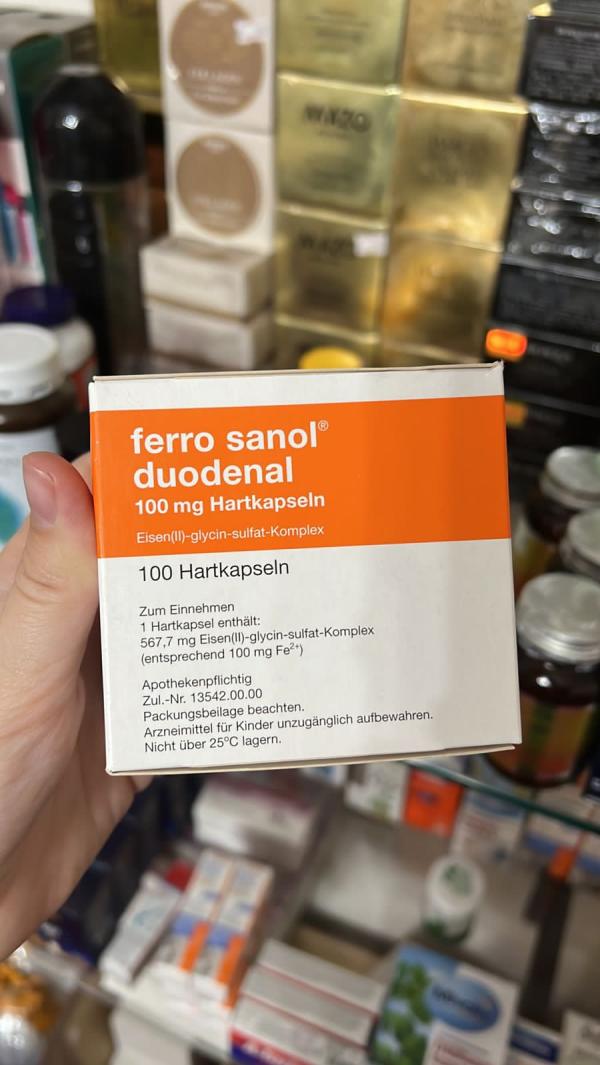 ferro sanol®
duodenal
100 mg Hartkapseln
Eisen(II)-glycin-sulfat-Komplex
100 Hartkapseln
Zum Einnehmen
1 Hartkapsel enthält:
567,7 mg Eisen(II)-glycin-sulfat-Komplex
(entsprechend 100 mg Fe²⁺)
Apothekenpflichtig
Zul.-Nr. 13542.00.00
Packungsbeilage beachten.
Arzneimittel für Kinder unzugänglich aufbewahren.
Nicht über 25°C lagern.